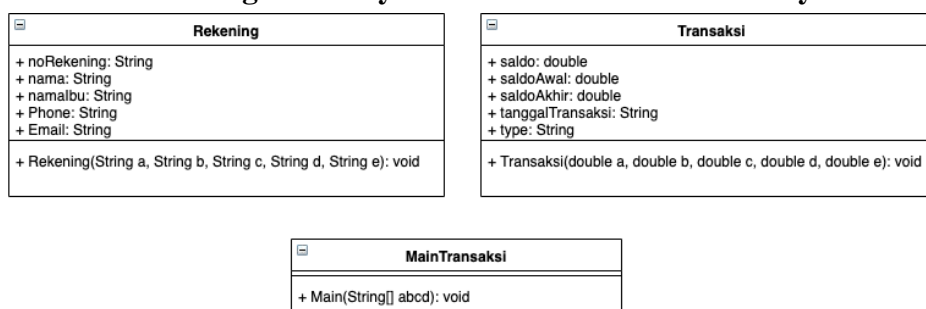 Rekening
+ noRekening: String
+ nama: String
+ namaIbu: String
+ Phone: String
+ Email: String
+ Rekening(String a, String b, String c, String d, String e): void
Transaksi
+ saldo: double
+ saldoAwal: double
+ saldoAkhir: double
+ tanggalTransaksi: String
+ type: String
+ Transaksi(double a, double b, double c, double d, double e): void
MainTransaksi
+ Main(String[] abcd): void